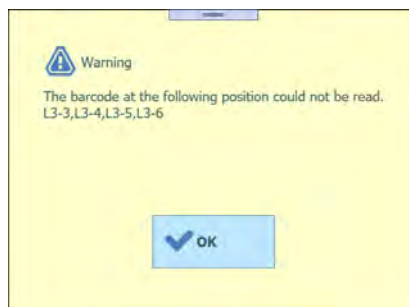 Warning
The barcode at the following position could not be read.
L3-3,L3-4,L3-5,L3-6
OK